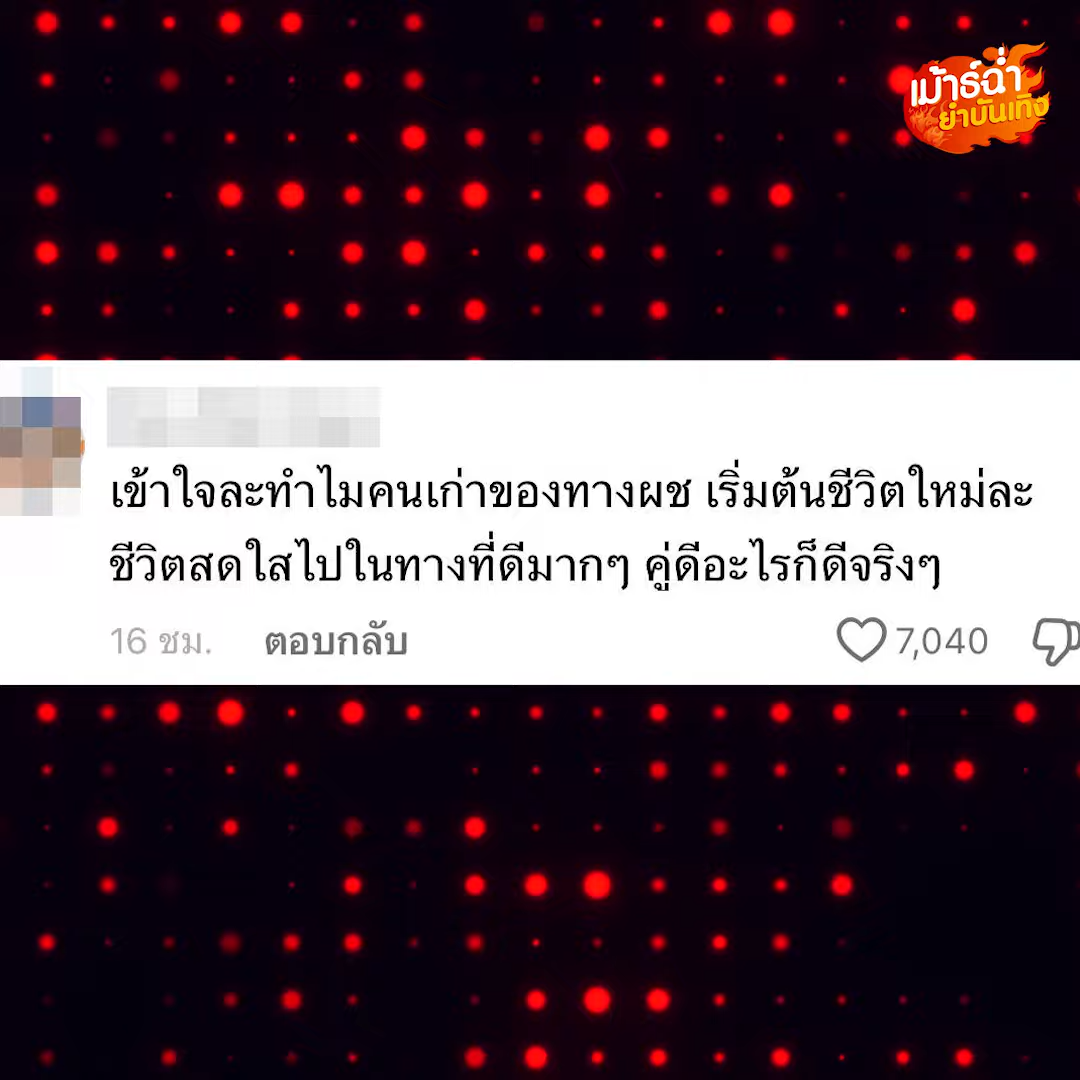 เม้าธ์ฉ่ำ
ยำบันเทิง
เข้าใจละทำไมคนเก่าของทางผช เริ่มต้นชีวิตใหม่ละ
ชีวิตสดใสไปในทางที่ดีมากๆ คู่ดีอะไรก็ดีจริงๆ
16 ชม. ตอบกลับ 7,040